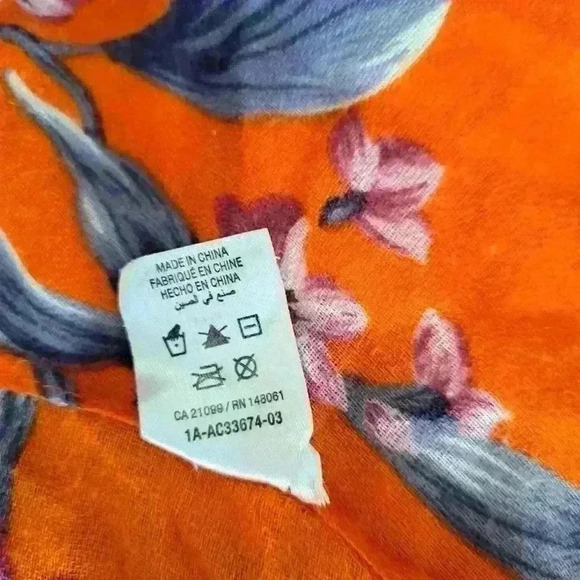 MADE IN CHINA
FABRIQUÉ EN CHINE
HECHO EN CHINA
صنع في الصين
CA 21099 / RN 148061
1A-AC33674-03